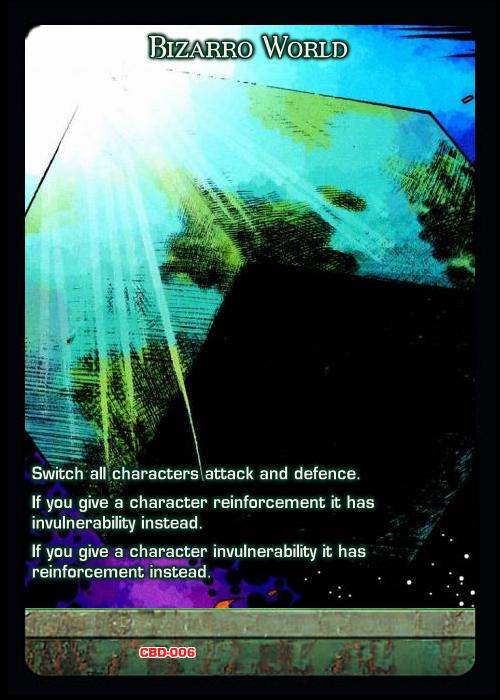 Bizarro World
Switch all characters attack and defence.
If you give a character reinforcement it has
invulnerability instead.
If you give a character invulnerability it has
reinforcement instead.
CBD-006